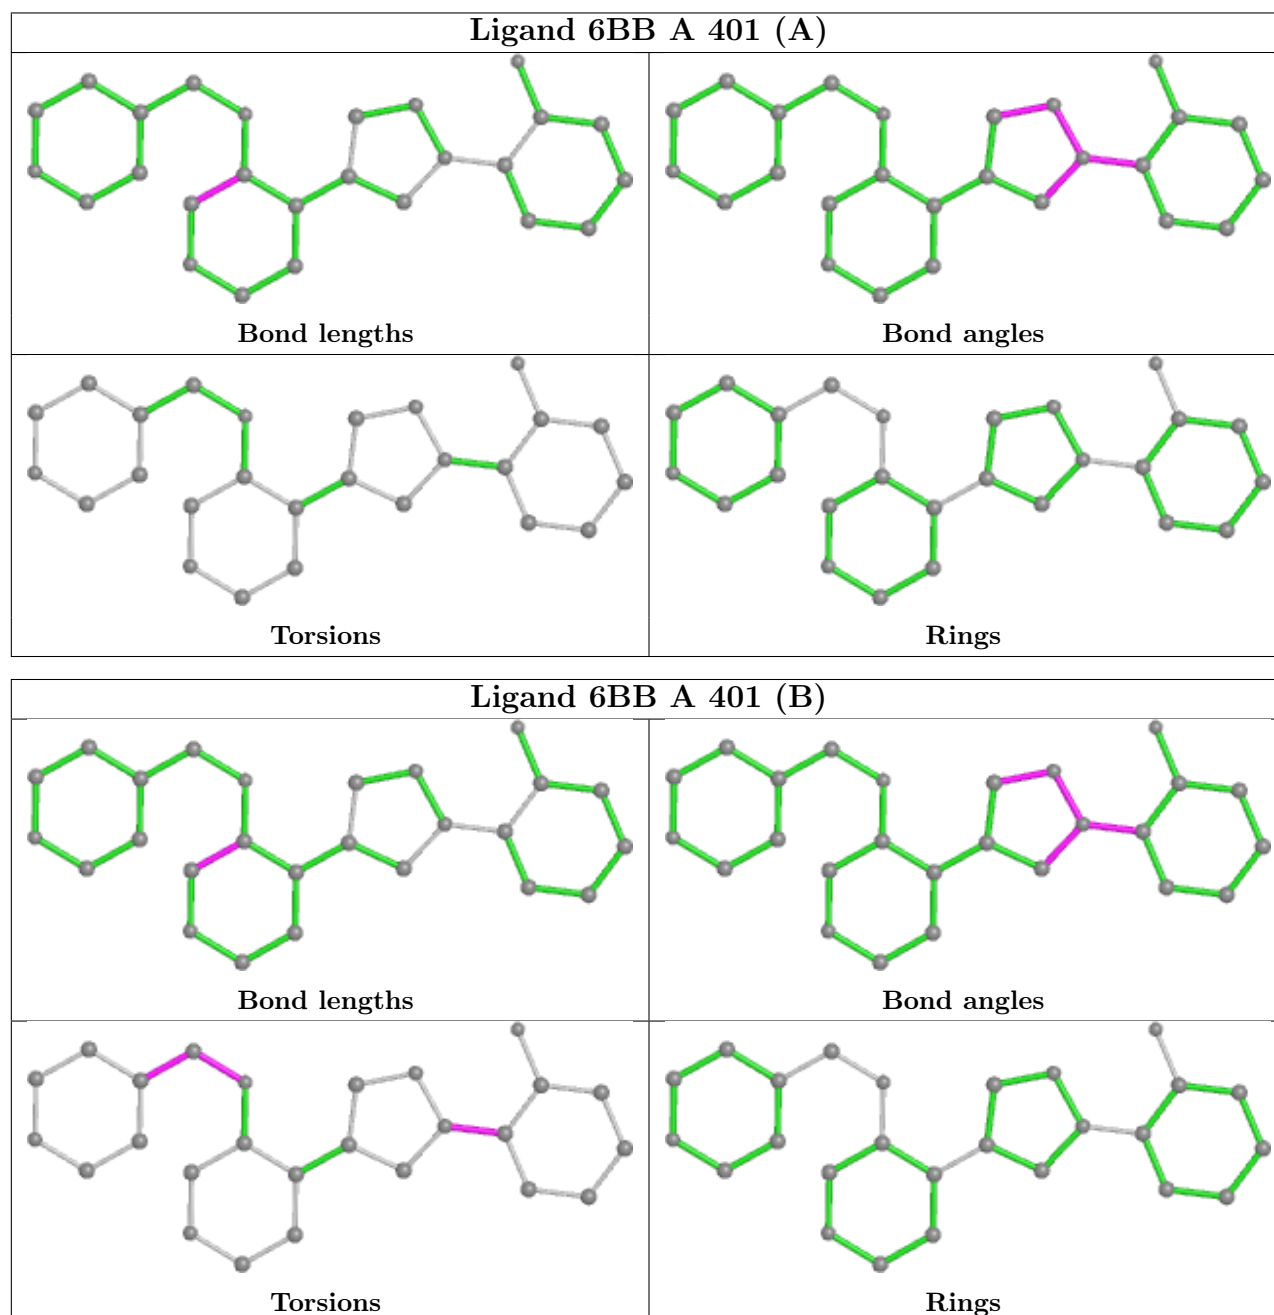 Ligand 6BB A 401 (A)
Bond lengths
Bond angles
Torsions
Rings
Ligand 6BB A 401 (B)
Bond lengths
Bond angles
Torsions
Rings